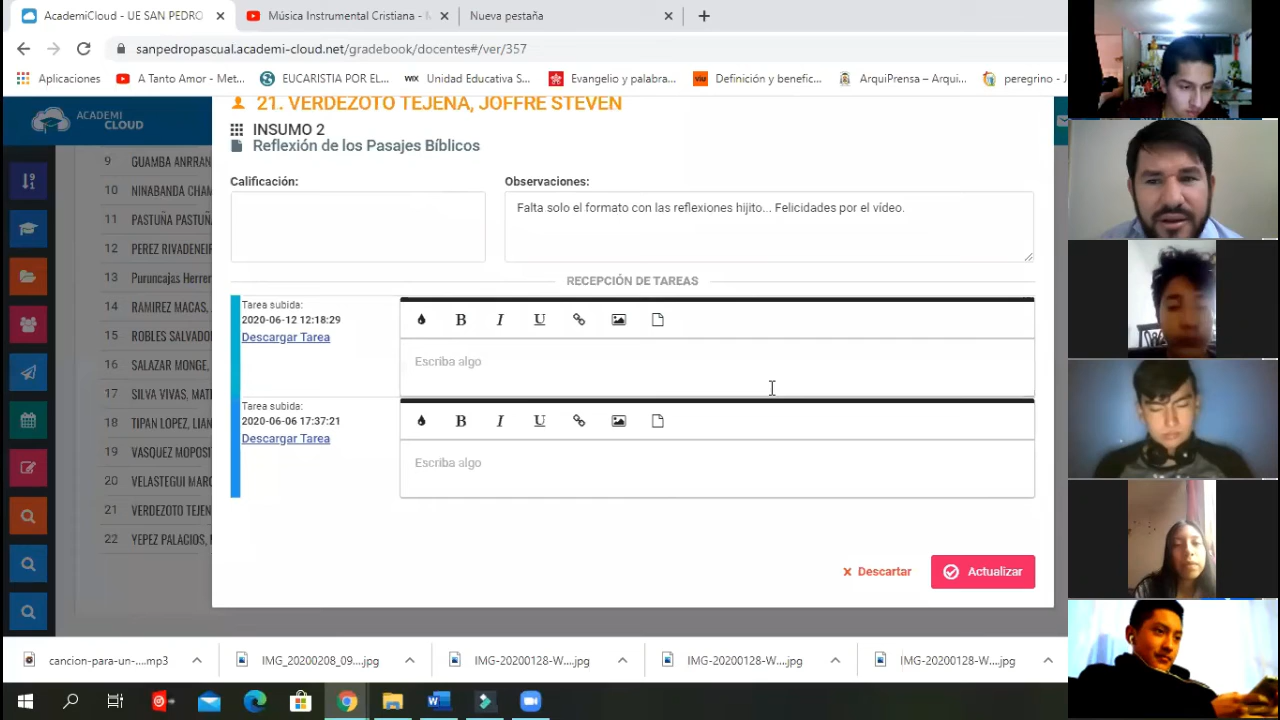 AcademiCloud - UE SAN PEDRO
Música Instrumental Cristiana - I
Nueva pestaña
sanpedropascual.academi-cloud.net/gradebook/docentes#/ver/357
Aplicaciones
A Tanto Amor - Met...
EUCARISTIA POR EL...
WIX
Unidad Educativa S...
Evangelio y palabra...
viu
Definición y benefic...
ArquiPrensa – Arqui...
peregrino - J
ACADEMI
CLOUD
21. VERDEZOTO TEJENA, JOFFRE STEVEN
INSUMO 2
Reflexión de los Pasajes Bíblicos
Calificación:
Observaciones:
Falta solo el formato con las reflexiones hijito... Felicidades por el vídeo.
RECEPCIÓN DE TAREAS
Tarea subida:
2020-06-12 12:18:29
Descargar Tarea
B I U
Escriba algo
Tarea subida:
2020-06-06 17:37:21
Descargar Tarea
B I U
Escriba algo
Descartar
Actualizar
9 GUAMBA ANRRAN
10 NINABANDA CHAM
11 PASTUÑA PASTUÑA
12 PEREZ RIVADENEIR
13 Puruncajas Herrer
14 RAMIREZ MACAS,
15 ROBLES SALVADO
16 SALAZAR MONGE,
17 SILVA VIVAS, MATI
18 TIPAN LOPEZ, LIAN
19 VASQUEZ MOPOSI
20 VELASTEGUI MARC
21 VERDEZOTO TEJEN
22 YEPEZ PALACIOS,
cancion-para-un-....mp3
IMG_20200208_09....jpg
IMG-20200128-W....jpg
IMG-20200128-W....jpg
IMG-20200128-W....jpg